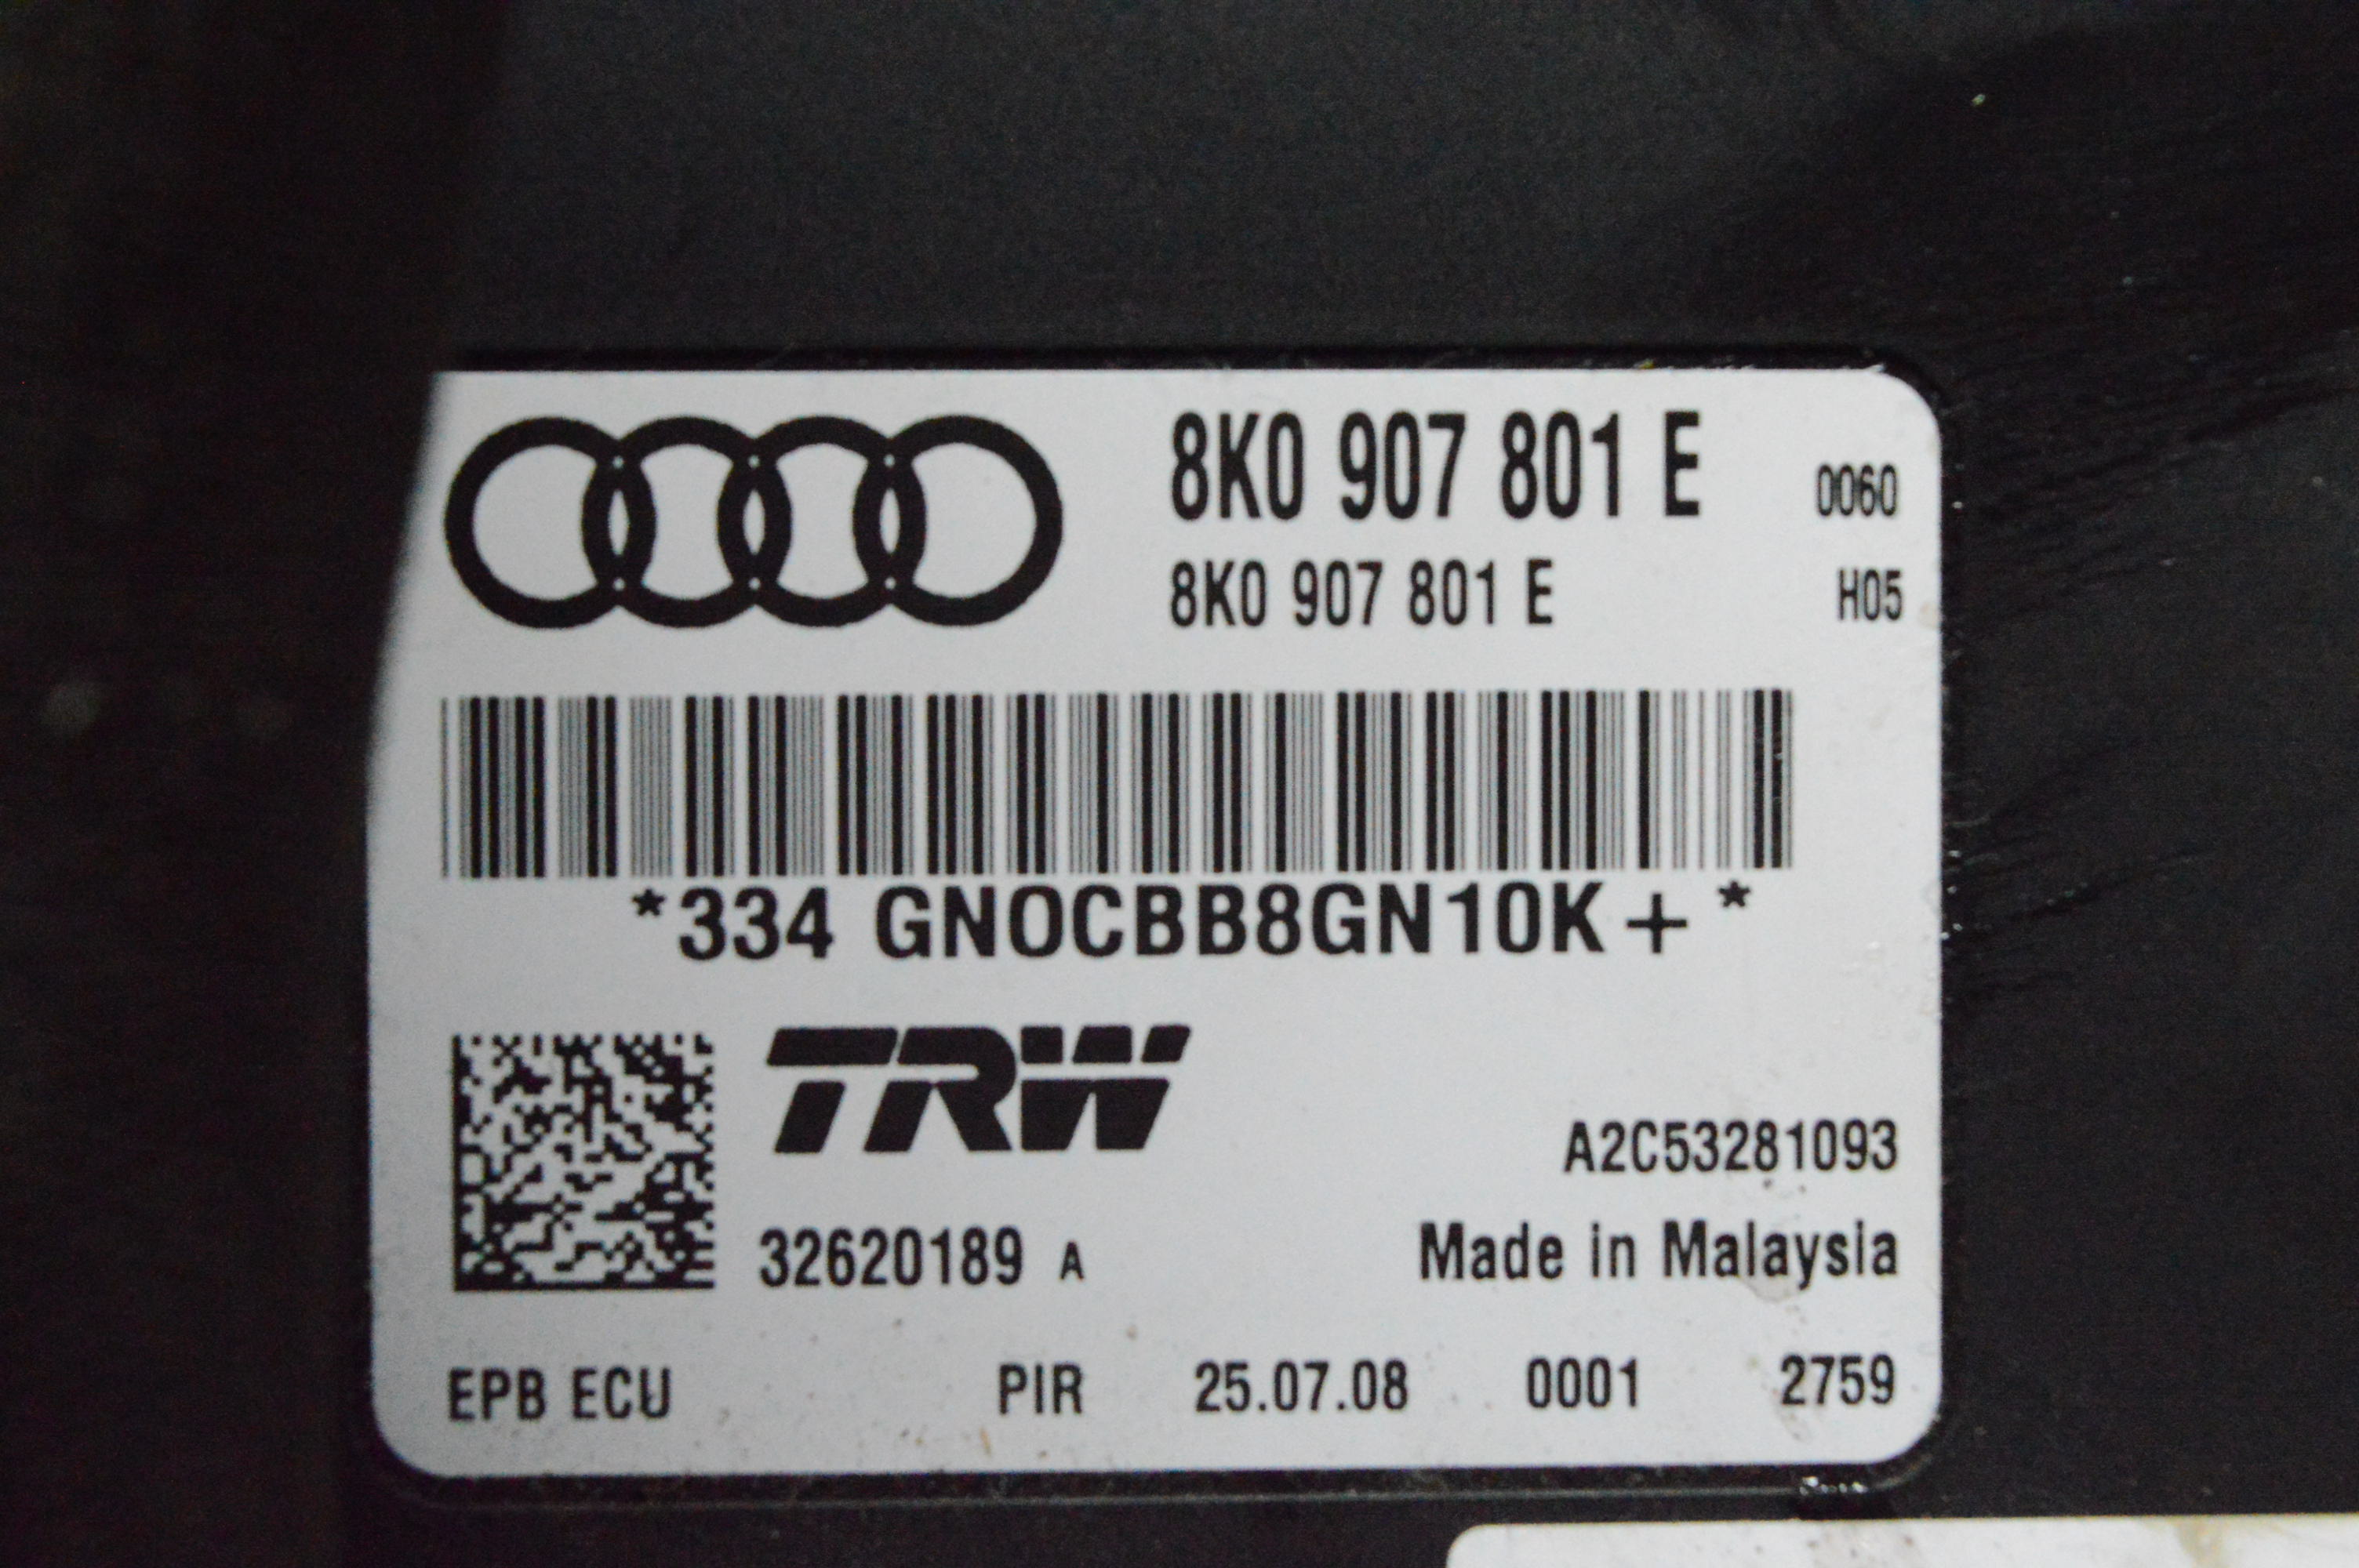 8K0 907 801 E 0060
8K0 907 801 E H05
*334 GN0CBB8GN10K+*
TRW
A2C53281093
32620189 A Made in Malaysia
EPB ECU PIR 25.07.08 0001 2759